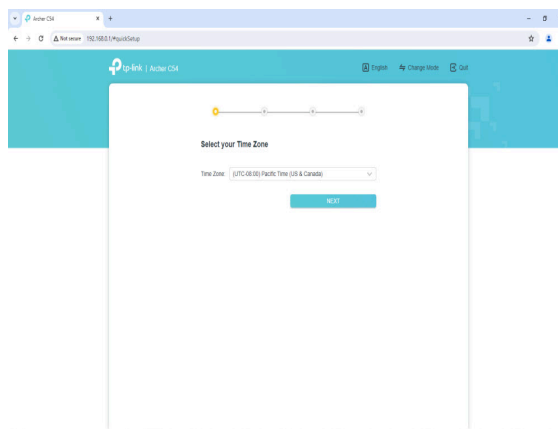 Archer C54
Not secure 192.168.0.1/#quickSetup
tp-link | Archer C54
English Change Mode Quit
Select your Time Zone
Time Zone: (UTC-08:00) Pacific Time (US & Canada)
NEXT